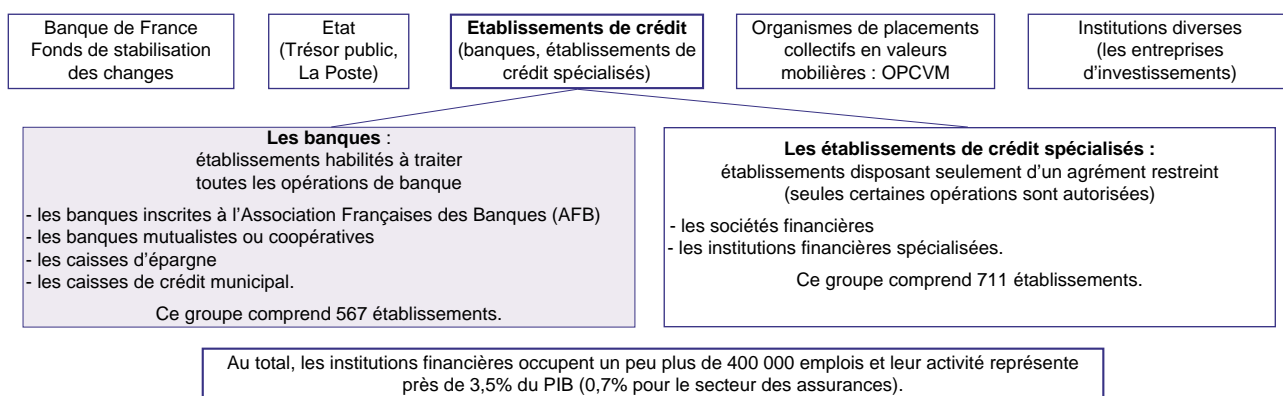 Banque de France
Fonds de stabilisation
des changes
Etat
(Trésor public,
La Poste)
Etablissements de crédit
(banques, établissements de
crédit spécialisés)
Organismes de placements
collectifs en valeurs
mobilières : OPCVM
Institutions diverses
(les entreprises
d'investissements)
Les banques :
établissements habilités à traiter
toutes les opérations de banque
- les banques inscrites à l'Association Françaises des Banques (AFB)
- les banques mutualistes ou coopératives
- les caisses d'épargne
- les caisses de crédit municipal.
Ce groupe comprend 567 établissements.
Les établissements de crédit spécialisés :
établissements disposant seulement d'un agrément restreint
(seules certaines opérations sont autorisées)
- les sociétés financières
- les institutions financières spécialisées.
Ce groupe comprend 711 établissements.
Au total, les institutions financières occupent un peu plus de 400 000 emplois et leur activité représente
près de 3,5% du PIB (0,7% pour le secteur des assurances).